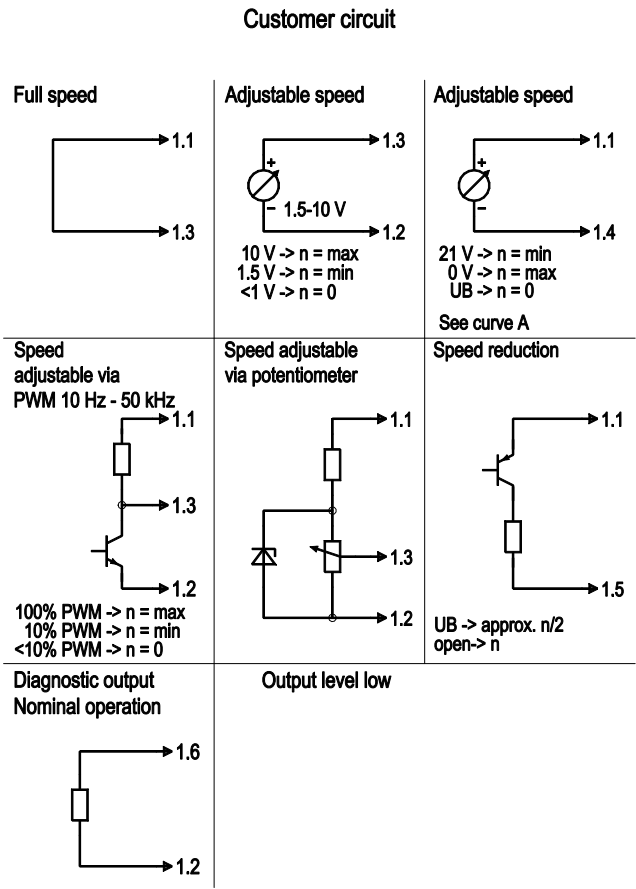 Customer circuit
Full speed
1.1
1.3
Adjustable speed
1.3
+
– 1.5-10 V
1.2
10 V -> n = max
1.5 V -> n = min
<1 V -> n = 0
Adjustable speed
1.1
+
–
1.4
21 V -> n = min
0 V -> n = max
UB -> n = 0
See curve A
Speed
adjustable via
PWM 10 Hz - 50 kHz
1.1
1.3
1.2
100% PWM -> n = max
10% PWM -> n = min
<10% PWM -> n = 0
Speed adjustable
via potentiometer
1.1
1.3
1.2
Speed reduction
1.1
1.5
UB -> approx. n/2
open-> n
Diagnostic output
Nominal operation
1.6
1.2
Output level low